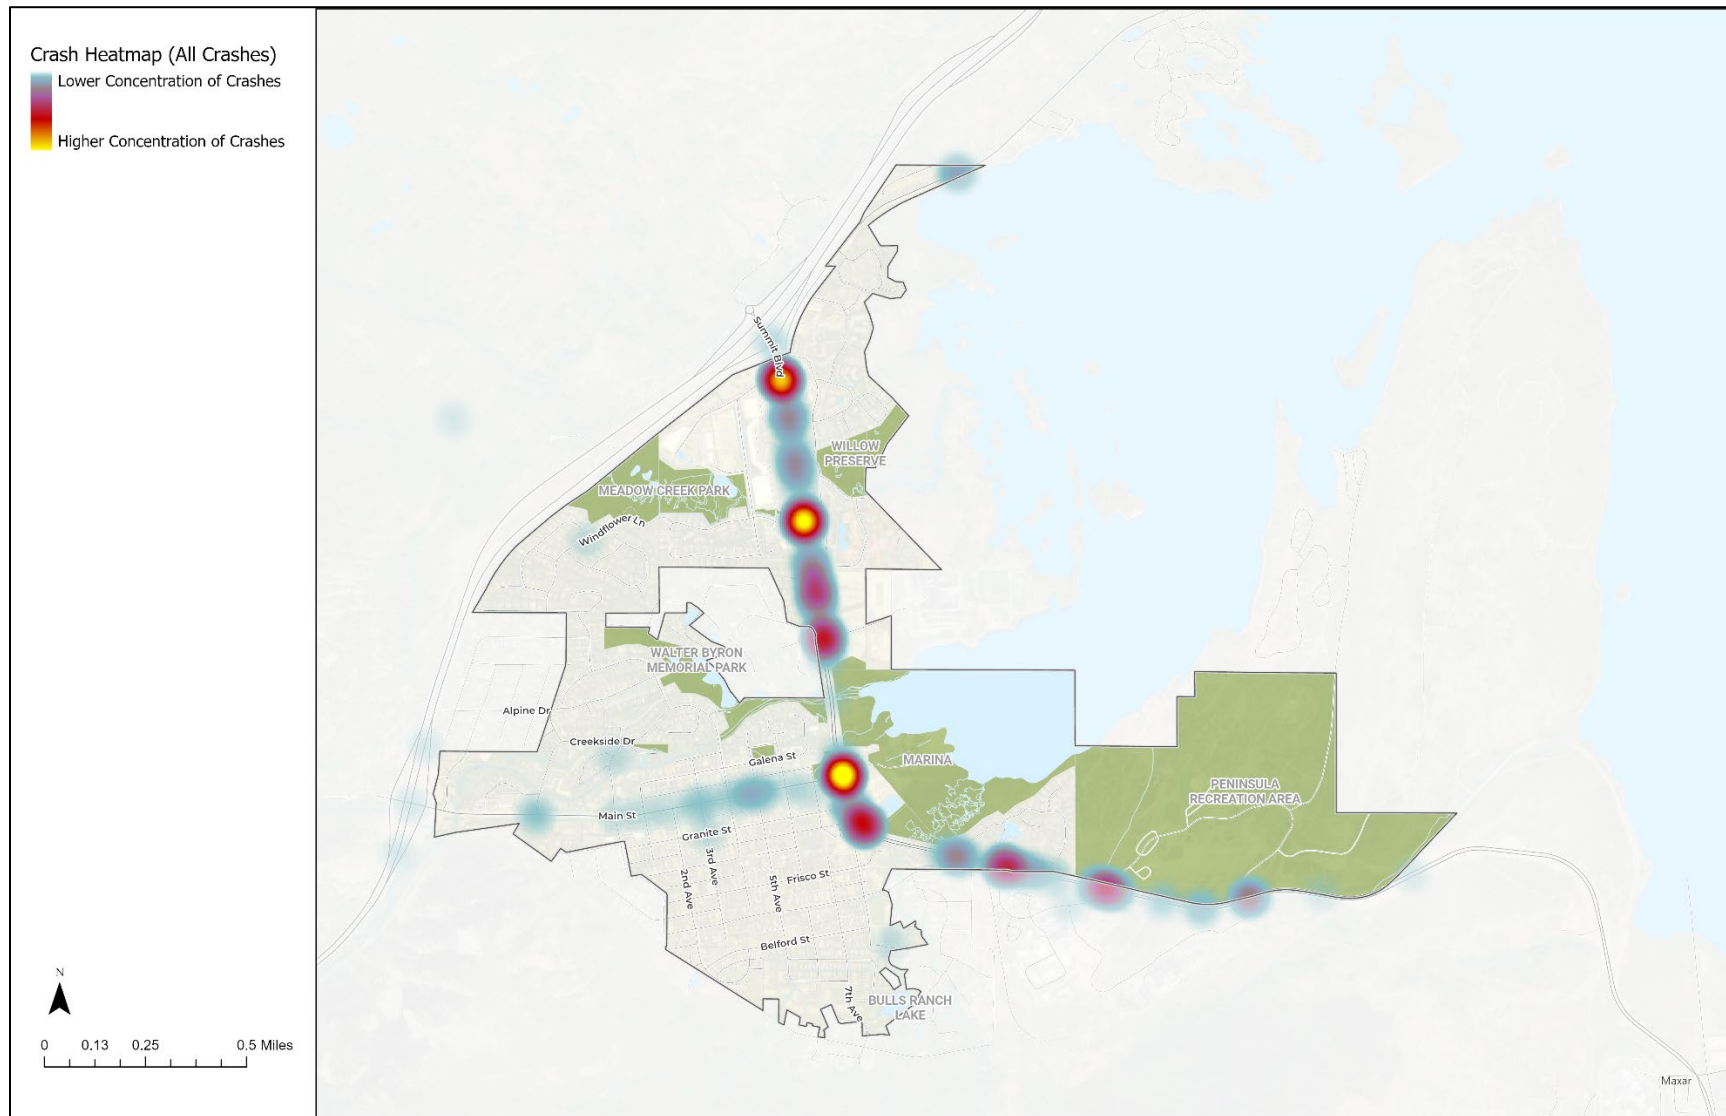 Crash Heatmap (All Crashes)
Lower Concentration of Crashes
Higher Concentration of Crashes
Summit Blvd
WILLOW
PRESERVE
MEADOW CREEK PARK
Windflower Ln
WALTER BYRON
MEMORIAL PARK
Alpine Dr
Creekside Dr
Galena St
MARINA
PENINSULA
RECREATION AREA
Main St
Granite St
3rd Ave
2nd Ave
5th Ave
Frisco St
Belford St
7th Ave
BULLS RANCH
LAKE
N
0 0.13 0.25 0.5 Miles
Maxar